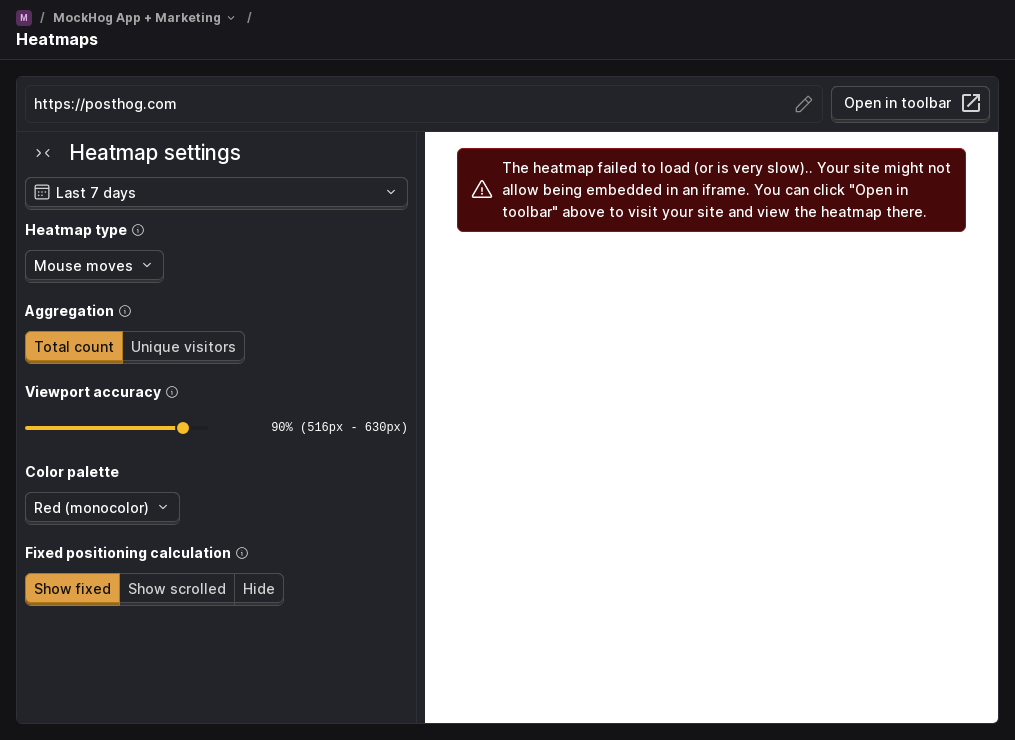 M / MockHog App + Marketing /
Heatmaps
https://posthog.com
Open in toolbar
Heatmap settings
Last 7 days
Heatmap type
Mouse moves
Aggregation
Total count Unique visitors
Viewport accuracy
90% (516px - 630px)
Color palette
Red (monocolor)
Fixed positioning calculation
Show fixed Show scrolled Hide
The heatmap failed to load (or is very slow).. Your site might not
allow being embedded in an iframe. You can click "Open in
toolbar" above to visit your site and view the heatmap there.